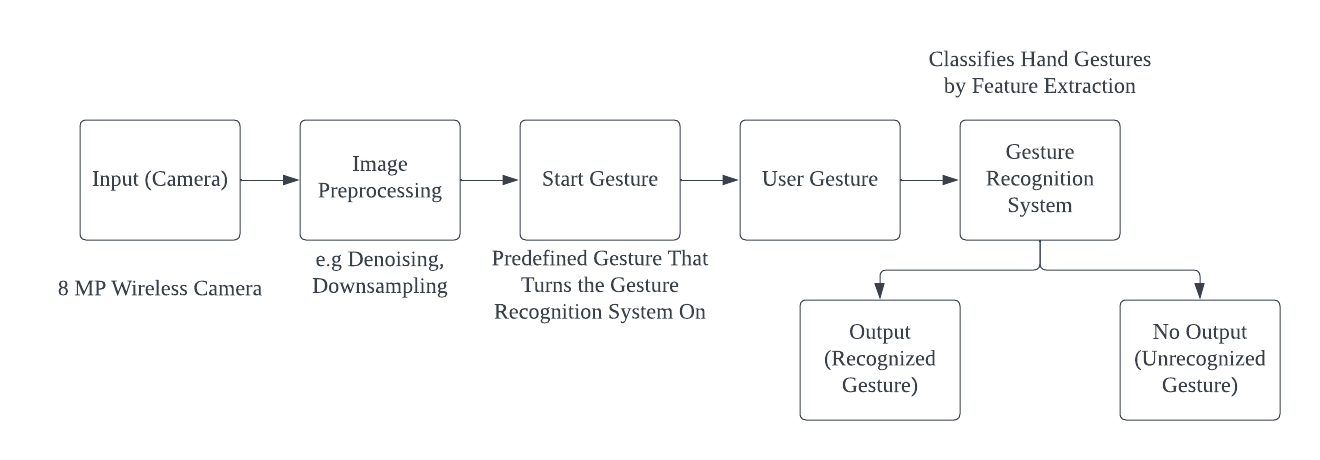 Classifies Hand Gestures
by Feature Extraction
Input (Camera)
Image
Preprocessing
Start Gesture
User Gesture
Gesture
Recognition
System
8 MP Wireless Camera
e.g Denoising,
Downsampling
Predefined Gesture That
Turns the Gesture
Recognition System On
Output
(Recognized
Gesture)
No Output
(Unrecognized
Gesture)